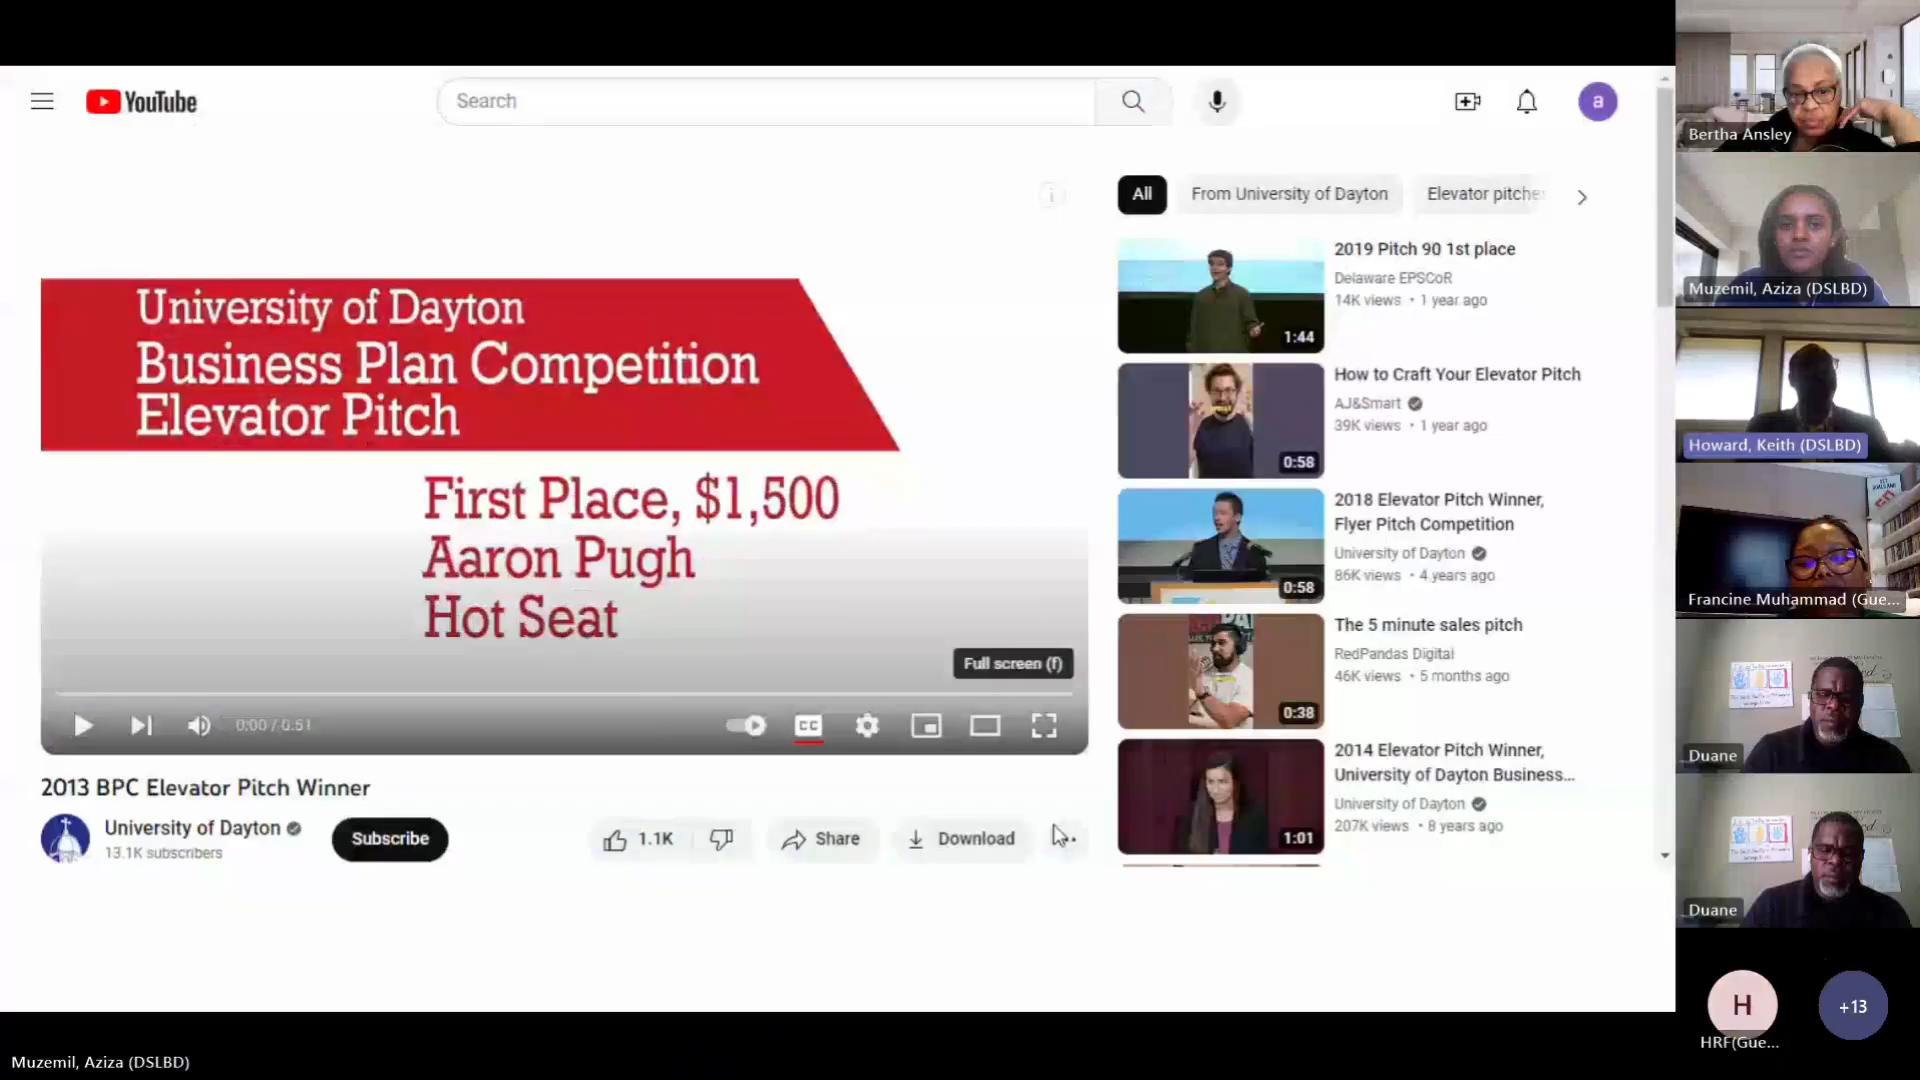 YouTube
Search
a
University of Dayton
Business Plan Competition
Elevator Pitch
First Place, $1,500
Aaron Pugh
Hot Seat
Full screen (f)
0:00 / 0:51
CC
2013 BPC Elevator Pitch Winner
University of Dayton
13.1K subscribers
Subscribe
1.1K
Share
Download
All
From University of Dayton
Elevator pitche
2019 Pitch 90 1st place
Delaware EPSCoR
14K views • 1 year ago
1:44
How to Craft Your Elevator Pitch
AJ&Smart
39K views • 1 year ago
0:58
2018 Elevator Pitch Winner,
Flyer Pitch Competition
University of Dayton
86K views • 4 years ago
0:58
The 5 minute sales pitch
RedPandas Digital
46K views • 5 months ago
0:38
2014 Elevator Pitch Winner,
University of Dayton Business...
University of Dayton
207K views • 8 years ago
1:01
Bertha Ansley
Muzemil, Aziza (DSLBD)
Howard, Keith (DSLBD)
Francine Muhammad (Gue...
Duane
Duane
H
HRF(Gue...
+13
Muzemil, Aziza (DSLBD)